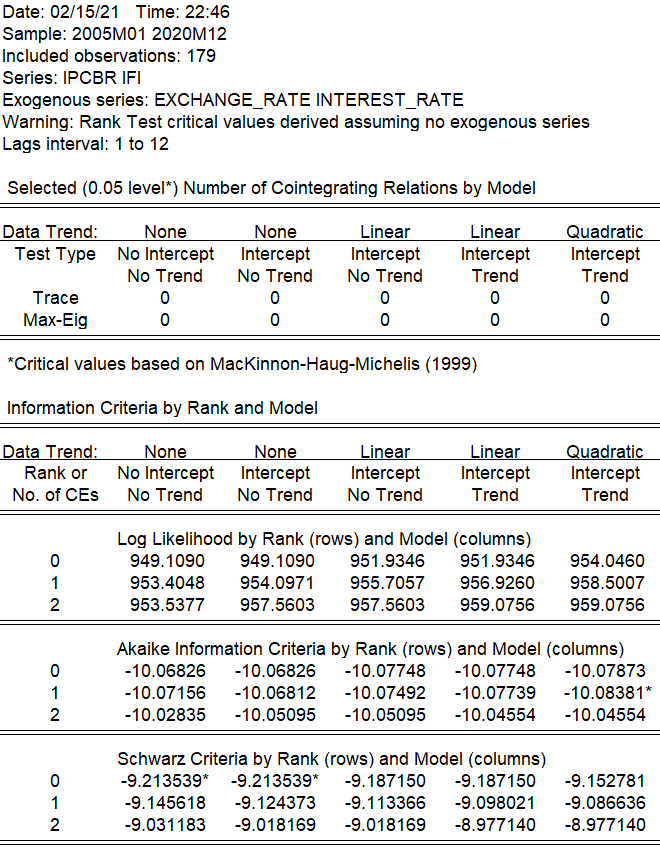 Date: 02/15/21 Time: 22:46
Sample: 2005M01 2020M12
Included observations: 179
Series: IPCBR IFI
Exogenous series: EXCHANGE_RATE INTEREST_RATE
Warning: Rank Test critical values derived assuming no exogenous series
Lags interval: 1 to 12
Selected (0.05 level*) Number of Cointegrating Relations by Model
Data Trend: None None Linear Linear Quadratic
Test Type No Intercept Intercept Intercept Intercept Intercept
No Trend No Trend No Trend Trend Trend
Trace 0 0 0 0 0
Max-Eig 0 0 0 0 0
*Critical values based on MacKinnon-Haug-Michelis (1999)
Information Criteria by Rank and Model
Data Trend: None None Linear Linear Quadratic
Rank or No Intercept Intercept Intercept Intercept Intercept
No. of CEs No Trend No Trend No Trend Trend Trend
Log Likelihood by Rank (rows) and Model (columns)
0 949.1090 949.1090 951.9346 951.9346 954.0460
1 953.4048 954.0971 955.7057 956.9260 958.5007
2 953.5377 957.5603 957.5603 959.0756 959.0756
Akaike Information Criteria by Rank (rows) and Model (columns)
0 -10.06826 -10.06826 -10.07748 -10.07748 -10.07873
1 -10.07156 -10.06812 -10.07492 -10.07739 -10.08381*
2 -10.02835 -10.05095 -10.05095 -10.04554 -10.04554
Schwarz Criteria by Rank (rows) and Model (columns)
0 -9.213539* -9.213539* -9.187150 -9.187150 -9.152781
1 -9.145618 -9.124373 -9.113366 -9.098021 -9.086636
2 -9.031183 -9.018169 -9.018169 -8.977140 -8.977140